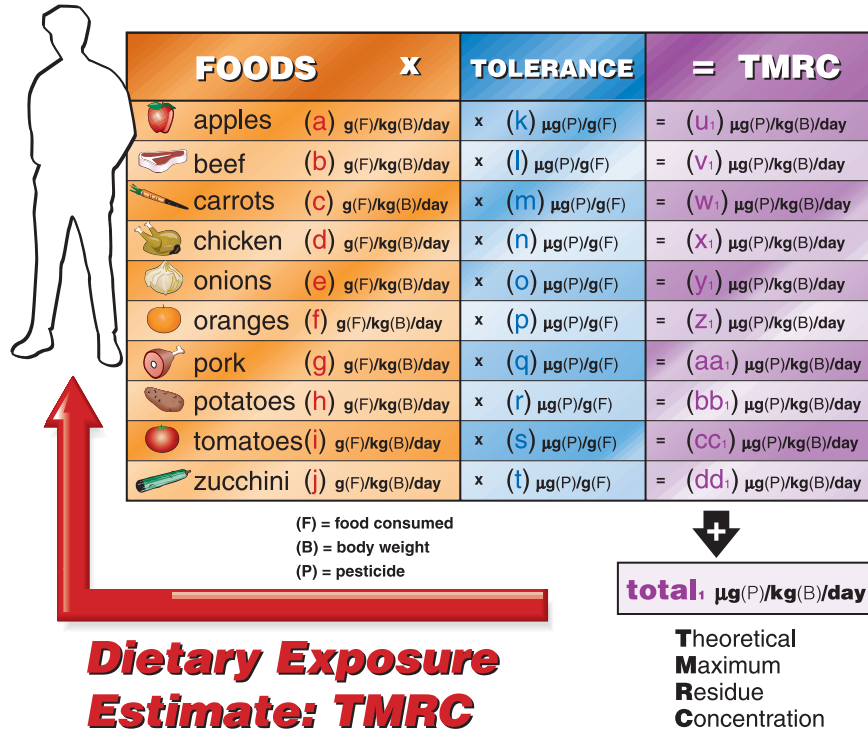 FOODS x TOLERANCE = TMRC
apples (a) g(F)/kg(B)/day x (k) µg(P)/g(F) = (u₁) µg(P)/kg(B)/day
beef (b) g(F)/kg(B)/day x (l) µg(P)/g(F) = (v₁) µg(P)/kg(B)/day
carrots (c) g(F)/kg(B)/day x (m) µg(P)/g(F) = (w₁) µg(P)/kg(B)/day
chicken (d) g(F)/kg(B)/day x (n) µg(P)/g(F) = (x₁) µg(P)/kg(B)/day
onions (e) g(F)/kg(B)/day x (o) µg(P)/g(F) = (y₁) µg(P)/kg(B)/day
oranges (f) g(F)/kg(B)/day x (p) µg(P)/g(F) = (z₁) µg(P)/kg(B)/day
pork (g) g(F)/kg(B)/day x (q) µg(P)/g(F) = (aa₁) µg(P)/kg(B)/day
potatoes (h) g(F)/kg(B)/day x (r) µg(P)/g(F) = (bb₁) µg(P)/kg(B)/day
tomatoes (i) g(F)/kg(B)/day x (s) µg(P)/g(F) = (cc₁) µg(P)/kg(B)/day
zucchini (j) g(F)/kg(B)/day x (t) µg(P)/g(F) = (dd₁) µg(P)/kg(B)/day
(F) = food consumed
(B) = body weight
(P) = pesticide
+
total₁ µg(P)/kg(B)/day
Theoretical
Maximum
Residue
Concentration
Dietary Exposure
Estimate: TMRC